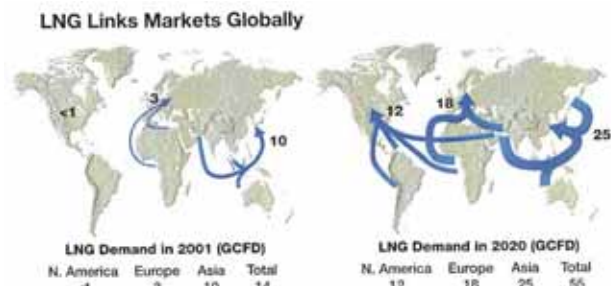 LNG Links Markets Globally
<1
3
10
12
18
25
LNG Demand in 2001 (GCFD)
N. America Europe Asia Total
LNG Demand in 2020 (GCFD)
N. America Europe Asia Total